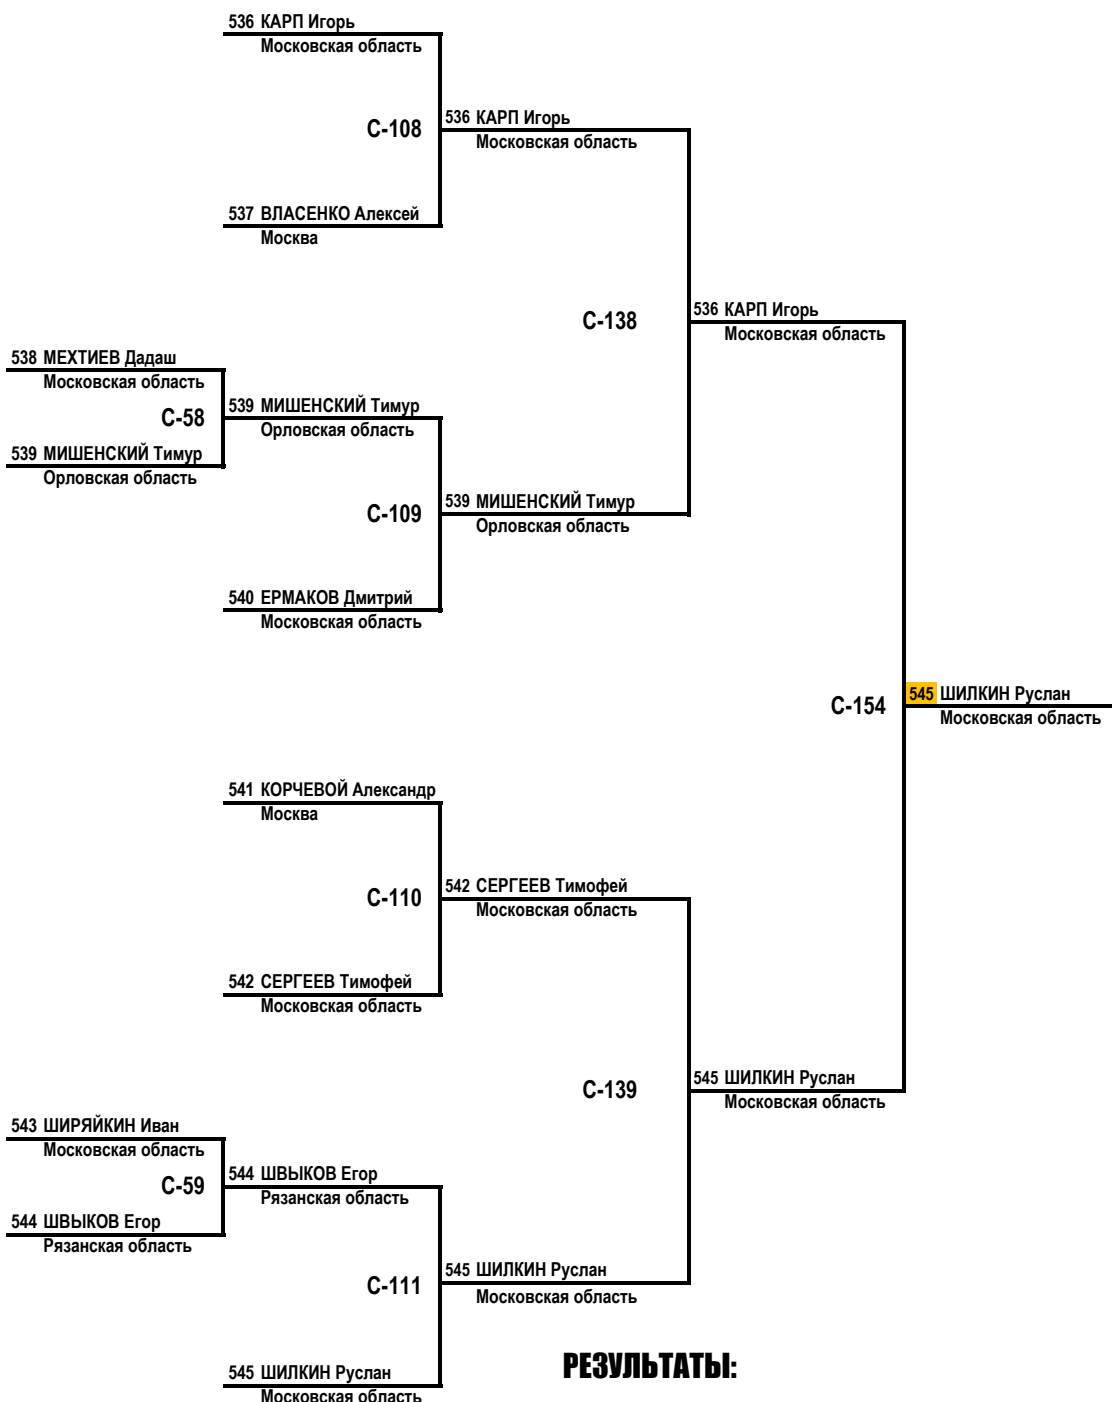 536 КАРП Игорь
Московская область
С-108
536 КАРП Игорь
Московская область
537 ВЛАСЕНКО Алексей
Москва
С-138
536 КАРП Игорь
Московская область
538 МЕХТИЕВ Дадаш
Московская область
С-58
539 МИШЕНСКИЙ Тимур
Орловская область
539 МИШЕНСКИЙ Тимур
Орловская область
С-109
539 МИШЕНСКИЙ Тимур
Орловская область
540 ЕРМАКОВ Дмитрий
Московская область
С-154
545 ШИЛКИН Руслан
Московская область
541 КОРЧЕВОЙ Александр
Москва
С-110
542 СЕРГЕЕВ Тимофей
Московская область
542 СЕРГЕЕВ Тимофей
Московская область
С-139
545 ШИЛКИН Руслан
Московская область
543 ШИРЯЙКИН Иван
Московская область
С-59
544 ШВЫКОВ Егор
Рязанская область
544 ШВЫКОВ Егор
Рязанская область
С-111
545 ШИЛКИН Руслан
Московская область
545 ШИЛКИН Руслан
Московская область
РЕЗУЛЬТАТЫ: